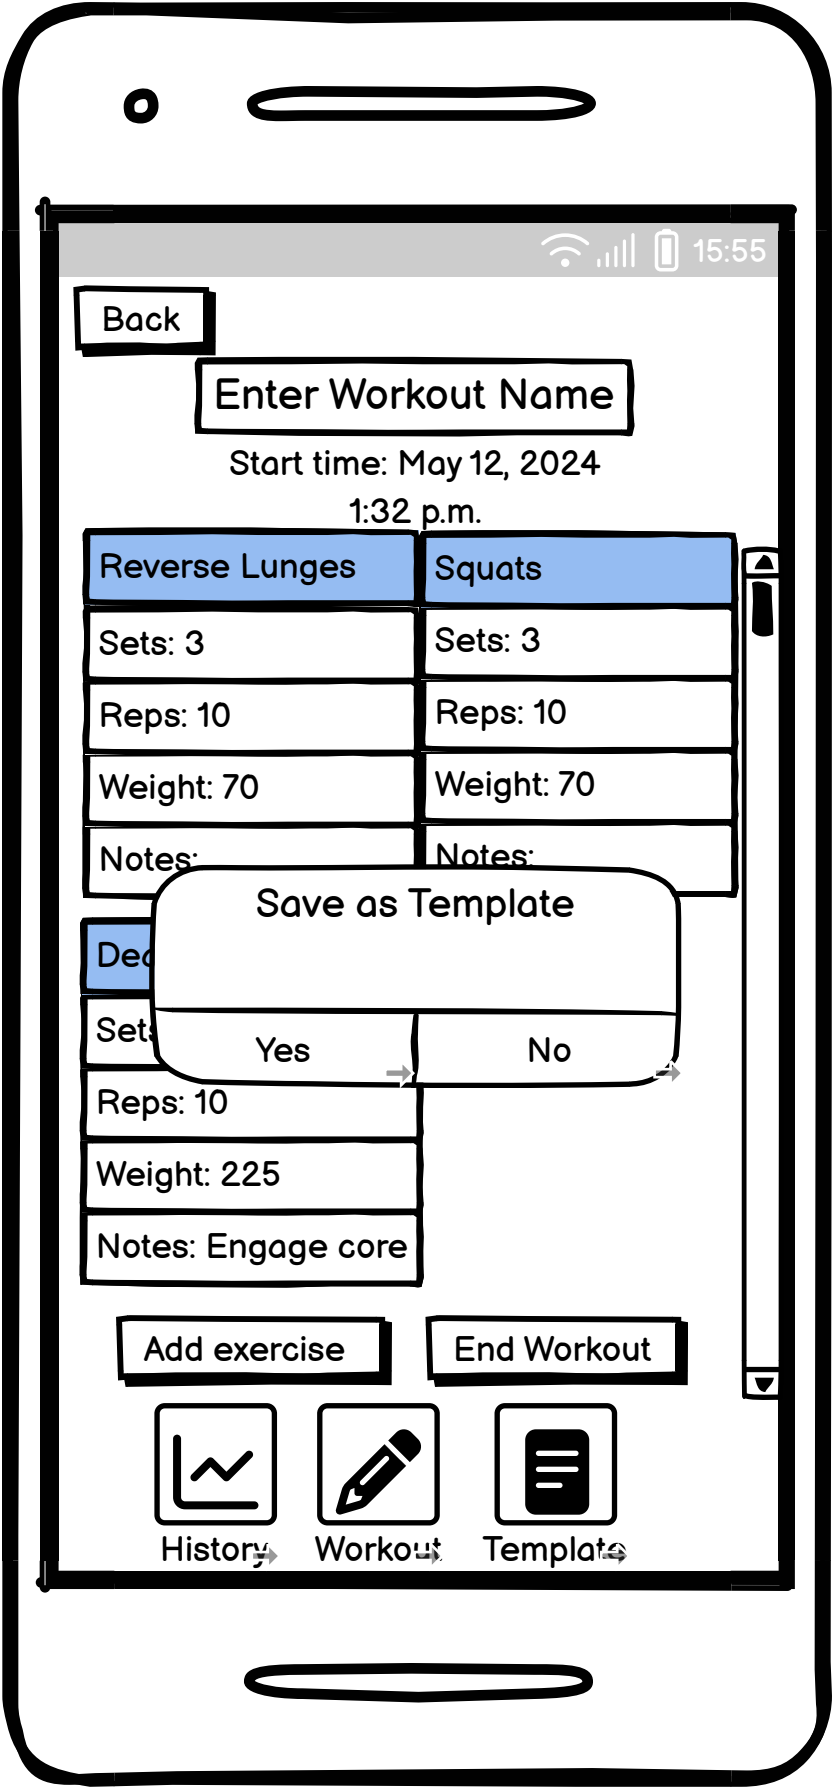 15:55
Back
Enter Workout Name
Start time: May 12, 2024
1:32 p.m.
Reverse Lunges
Sets: 3
Reps: 10
Weight: 70
Notes:
Squats
Sets: 3
Reps: 10
Weight: 70
Notes:
Save as Template
Yes
No
Reps: 10
Weight: 225
Notes: Engage core
Add exercise
End Workout
History
Workout
Template